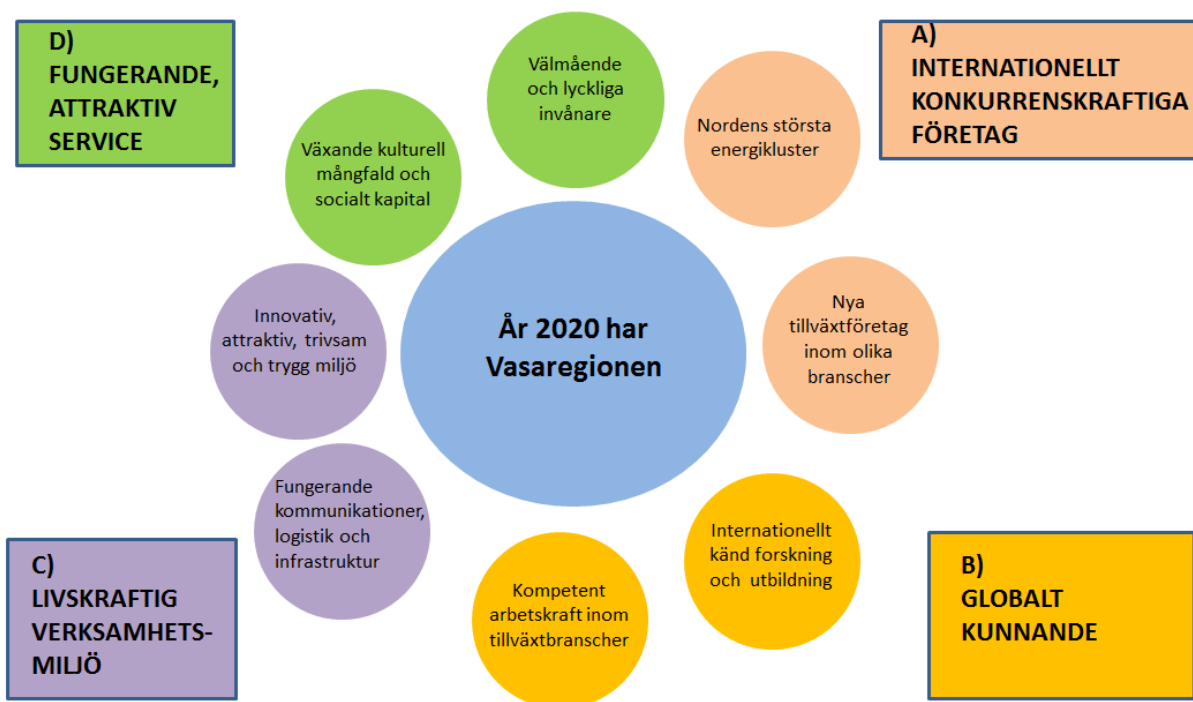 D)
FUNGERANDE,
ATTRAKTIV
SERVICE
Välmående
och lyckliga
invånare
A)
INTERNATIONELLT
KONKURRENSKRAFTIGA
FÖRETAG
Nordens största
energikluster
Växande kulturell
mångfald och
socialt kapital
Innovativ,
attraktiv, trivsam
och trygg miljö
År 2020 har
Vasaregionen
Nya
tillväxtföretag
inom olika
branscher
Fungerande
kommunikationer,
logistik och
infrastruktur
Internationellt
känd forskning
och utbildning
Kompetent
arbetskraft inom
tillväxtbranscher
C)
LIVSKRAFTIG
VERKSAMHETS-
MILJÖ
B)
GLOBALT
KUNNANDE